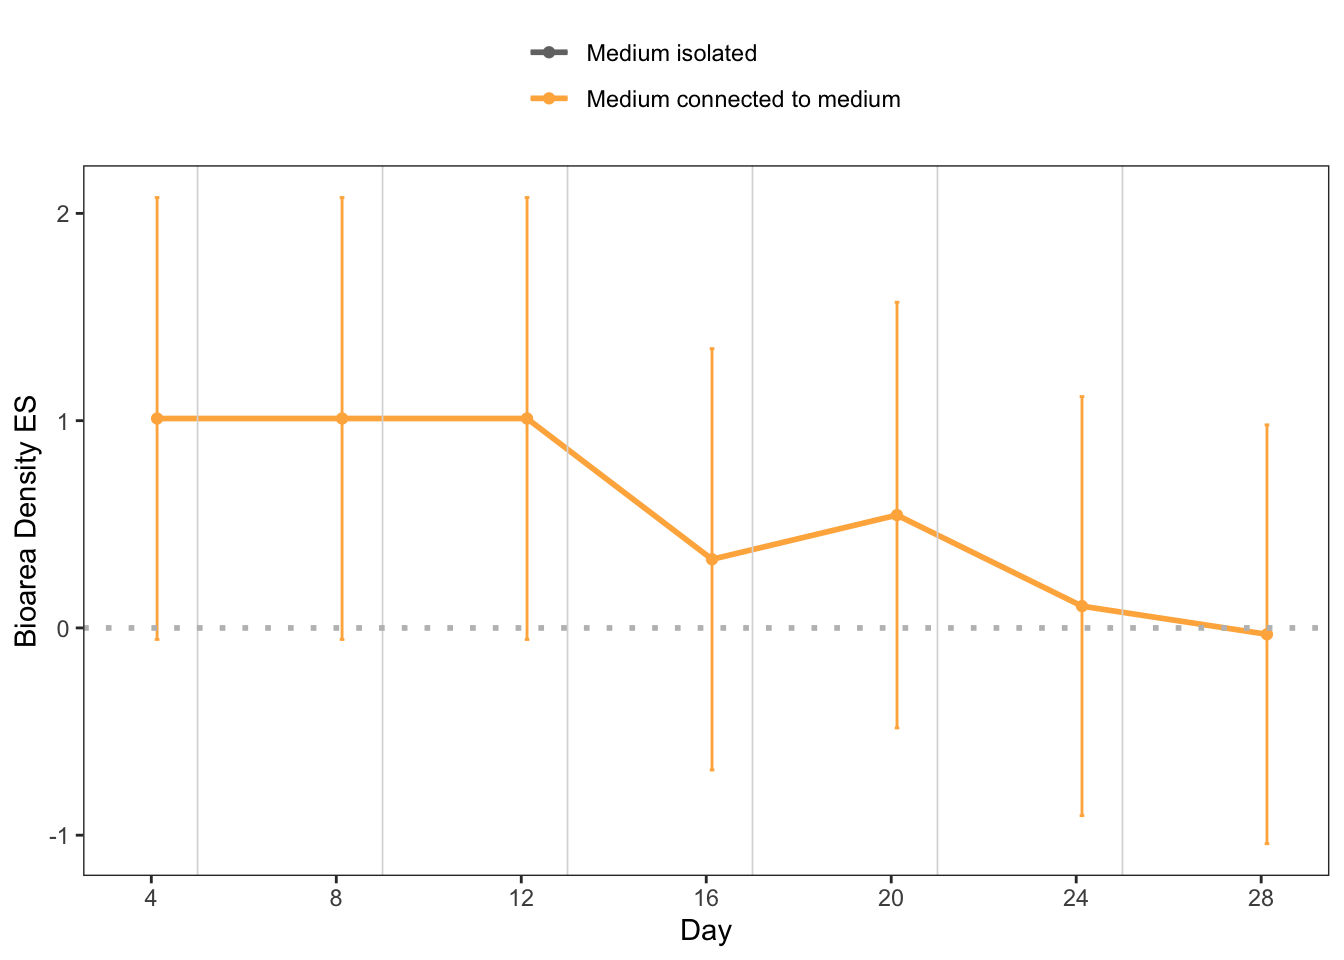 Medium isolated
Medium connected to medium
Bioarea Density ES
2
1
0
-1
4 8 12 16 20 24 28
Day